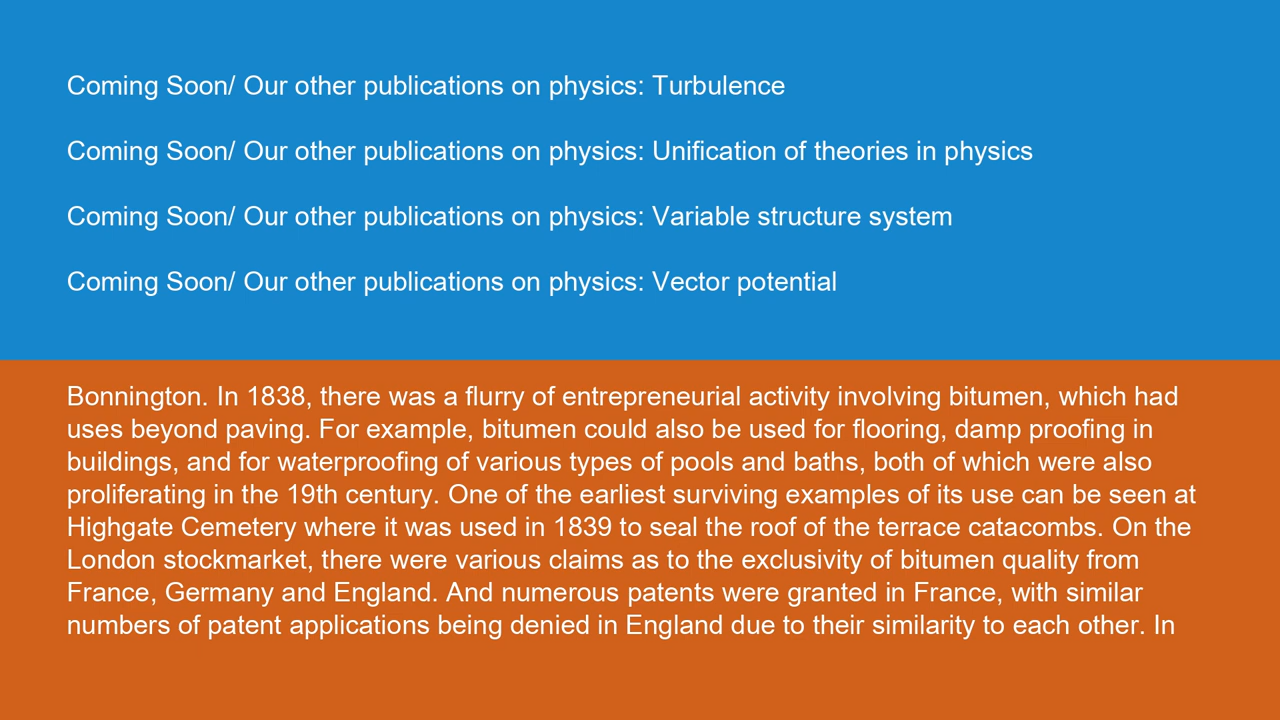 Coming Soon/ Our other publications on physics: Turbulence
Coming Soon/ Our other publications on physics: Unification of theories in physics
Coming Soon/ Our other publications on physics: Variable structure system
Coming Soon/ Our other publications on physics: Vector potential
Bonnington. In 1838, there was a flurry of entrepreneurial activity involving bitumen, which had
uses beyond paving. For example, bitumen could also be used for flooring, damp proofing in
buildings, and for waterproofing of various types of pools and baths, both of which were also
proliferating in the 19th century. One of the earliest surviving examples of its use can be seen at
Highgate Cemetery where it was used in 1839 to seal the roof of the terrace catacombs. On the
London stockmarket, there were various claims as to the exclusivity of bitumen quality from
France, Germany and England. And numerous patents were granted in France, with similar
numbers of patent applications being denied in England due to their similarity to each other. In